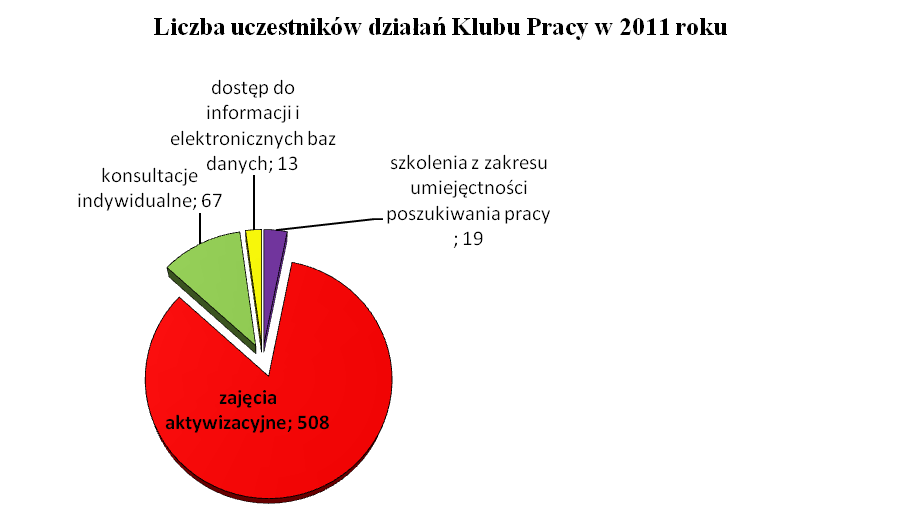 Liczba uczestników działań Klubu Pracy w 2011 roku
dostęp do
informacji i
elektronicznych baz
danych; 13
konsultacje
indywidualne; 67
szkolenia z zakresu
umiejęctności
poszukiwania pracy
; 19
zajęcia
aktywizacyjne; 508